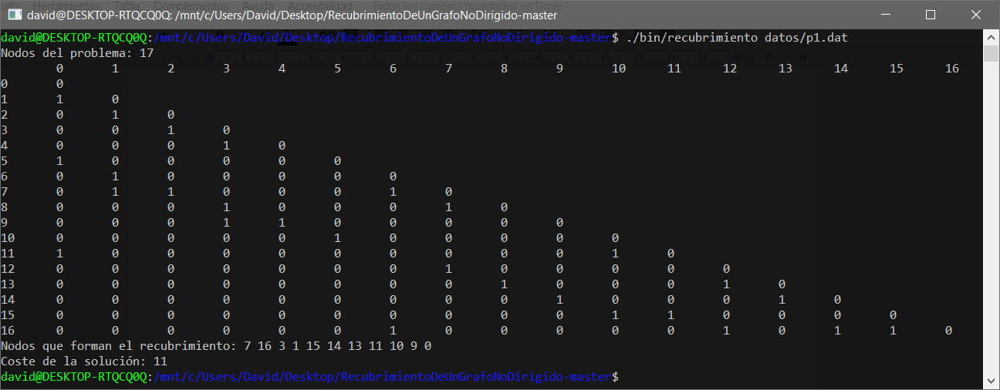 david@DESKTOP-RTQCQ0Q: /mnt/c/Users/David/Desktop/RecubrimientoDeUnGrafoNoDirigido-master
david@DESKTOP-RTQCQ0Q:/mnt/c/Users/David/Desktop/RecubrimientoDeUnGrafoNoDirigido-master$ ./bin/recubrimiento datos/p1.dat
Nodos del problema: 17
0 1 2 3 4 5 6 7 8 9 10 11 12 13 14 15 16
0 0
1 1 0
2 0 1 0
3 0 0 1 0
4 0 0 0 1 0
5 1 0 0 0 0 0
6 0 1 0 0 0 0 0
7 0 1 1 0 0 0 1 0
8 0 0 0 1 0 0 0 1 0
9 0 0 0 1 1 0 0 0 0 0
10 0 0 0 0 0 1 0 0 0 0 0
11 1 0 0 0 0 0 0 0 0 0 1 0
12 0 0 0 0 0 0 0 1 0 0 0 0 0
13 0 0 0 0 0 0 0 0 1 0 0 0 1 0
14 0 0 0 0 0 0 0 0 0 1 0 0 0 1 0
15 0 0 0 0 0 0 0 0 0 0 1 1 0 0 0 0
16 0 0 0 0 0 0 1 0 0 0 0 0 1 0 1 1 0
Nodos que forman el recubrimiento: 7 16 3 1 15 14 13 11 10 9 0
Coste de la solución: 11
david@DESKTOP-RTQCQ0Q:/mnt/c/Users/David/Desktop/RecubrimientoDeUnGrafoNoDirigido-master$